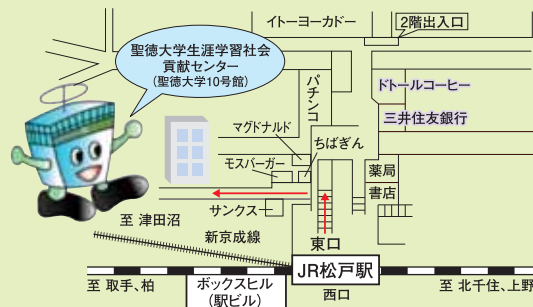 イトーヨーカドー
2階出入口
聖徳大学生涯学習社会
貢献センター
(聖徳大学10号館)
パチンコ
ドトールコーヒー
三井住友銀行
マグドナルド
ちばぎん
モスバーガー
薬局
書店
サンクス
至 津田沼
新京成線
東口
JR松戸駅
至 取手、柏
ボックスヒル
(駅ビル)
西口
至 北千住、上野